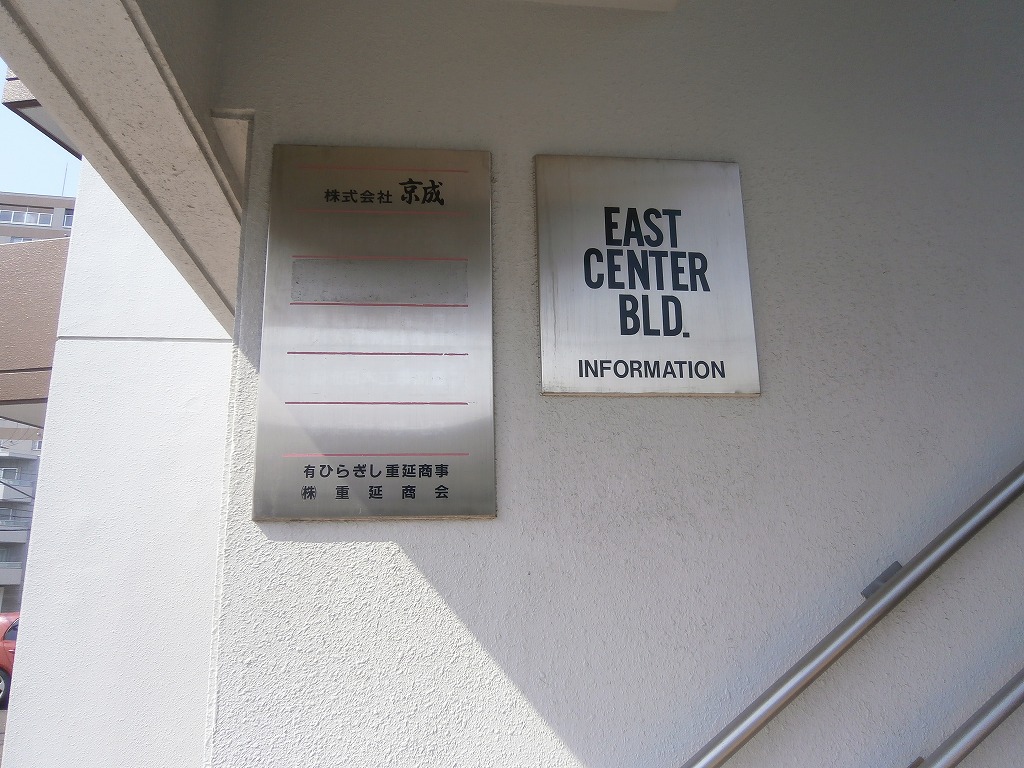 株式会社 京成
有ひらぎし重延商事
㈱ 重延商会
EAST
CENTER
BLD.
INFORMATION